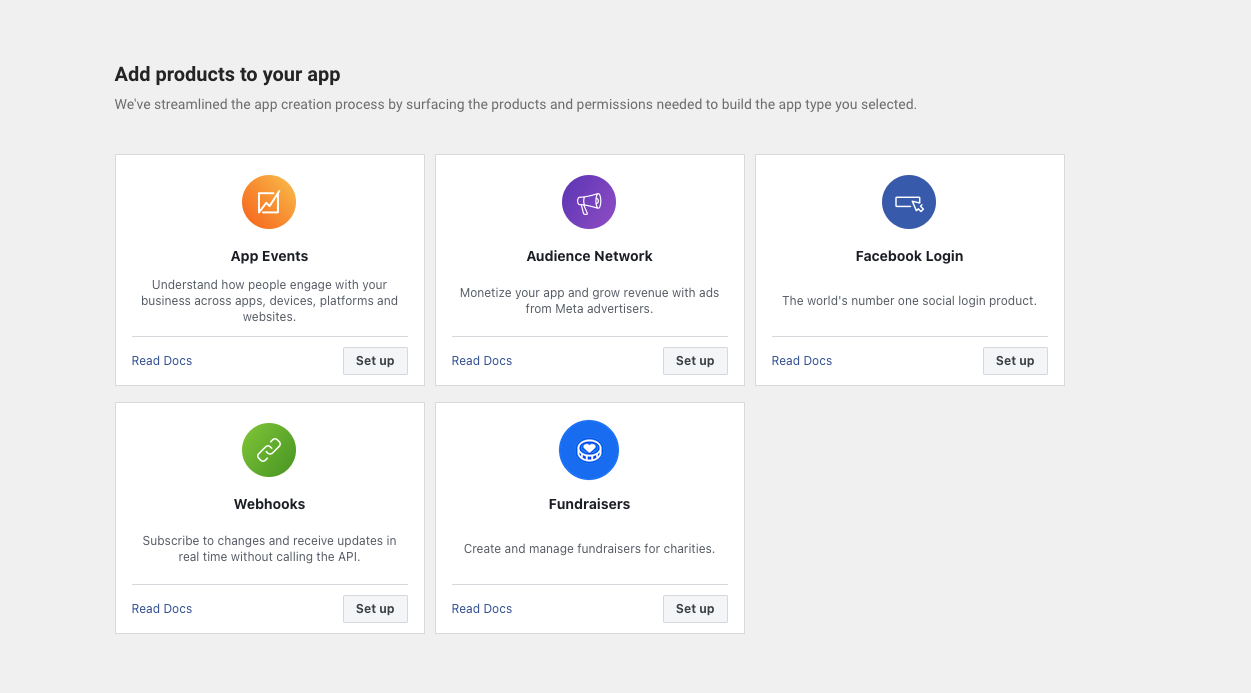 Add products to your app
We've streamlined the app creation process by surfacing the products and permissions needed to build the app type you selected.
App Events
Understand how people engage with your
business across apps, devices, platforms and
websites.
Read Docs
Set up
Audience Network
Monetize your app and grow revenue with ads
from Meta advertisers.
Read Docs
Set up
Facebook Login
The world's number one social login product.
Read Docs
Set up
Webhooks
Subscribe to changes and receive updates in
real time without calling the API.
Read Docs
Set up
Fundraisers
Create and manage fundraisers for charities.
Read Docs
Set up